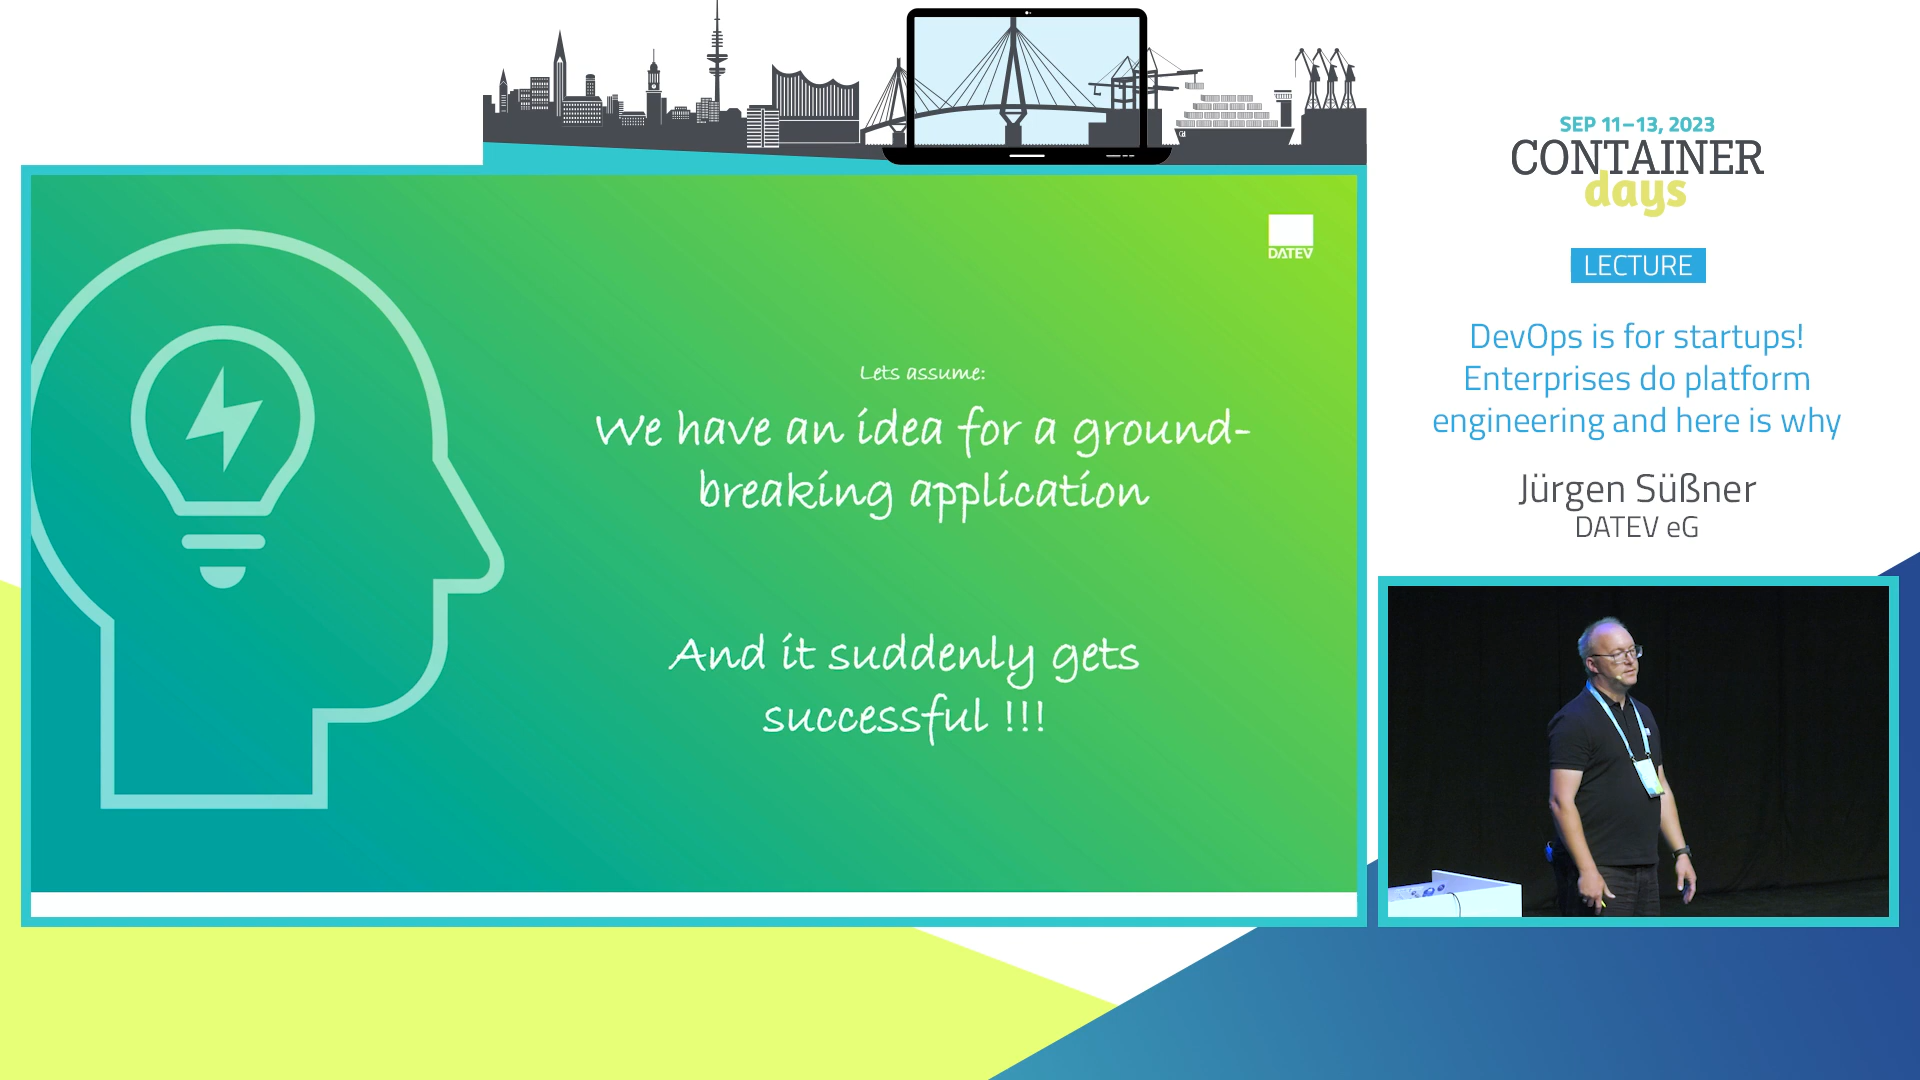 SEP 11–13, 2023
CONTAINER
days
LECTURE
DevOps is for startups!
Enterprises do platform
engineering and here is why
Jürgen Süßner
DATEV eG
DATEV
Lets assume:
We have an idea for a ground-
breaking application
And it suddenly gets
successful !!!